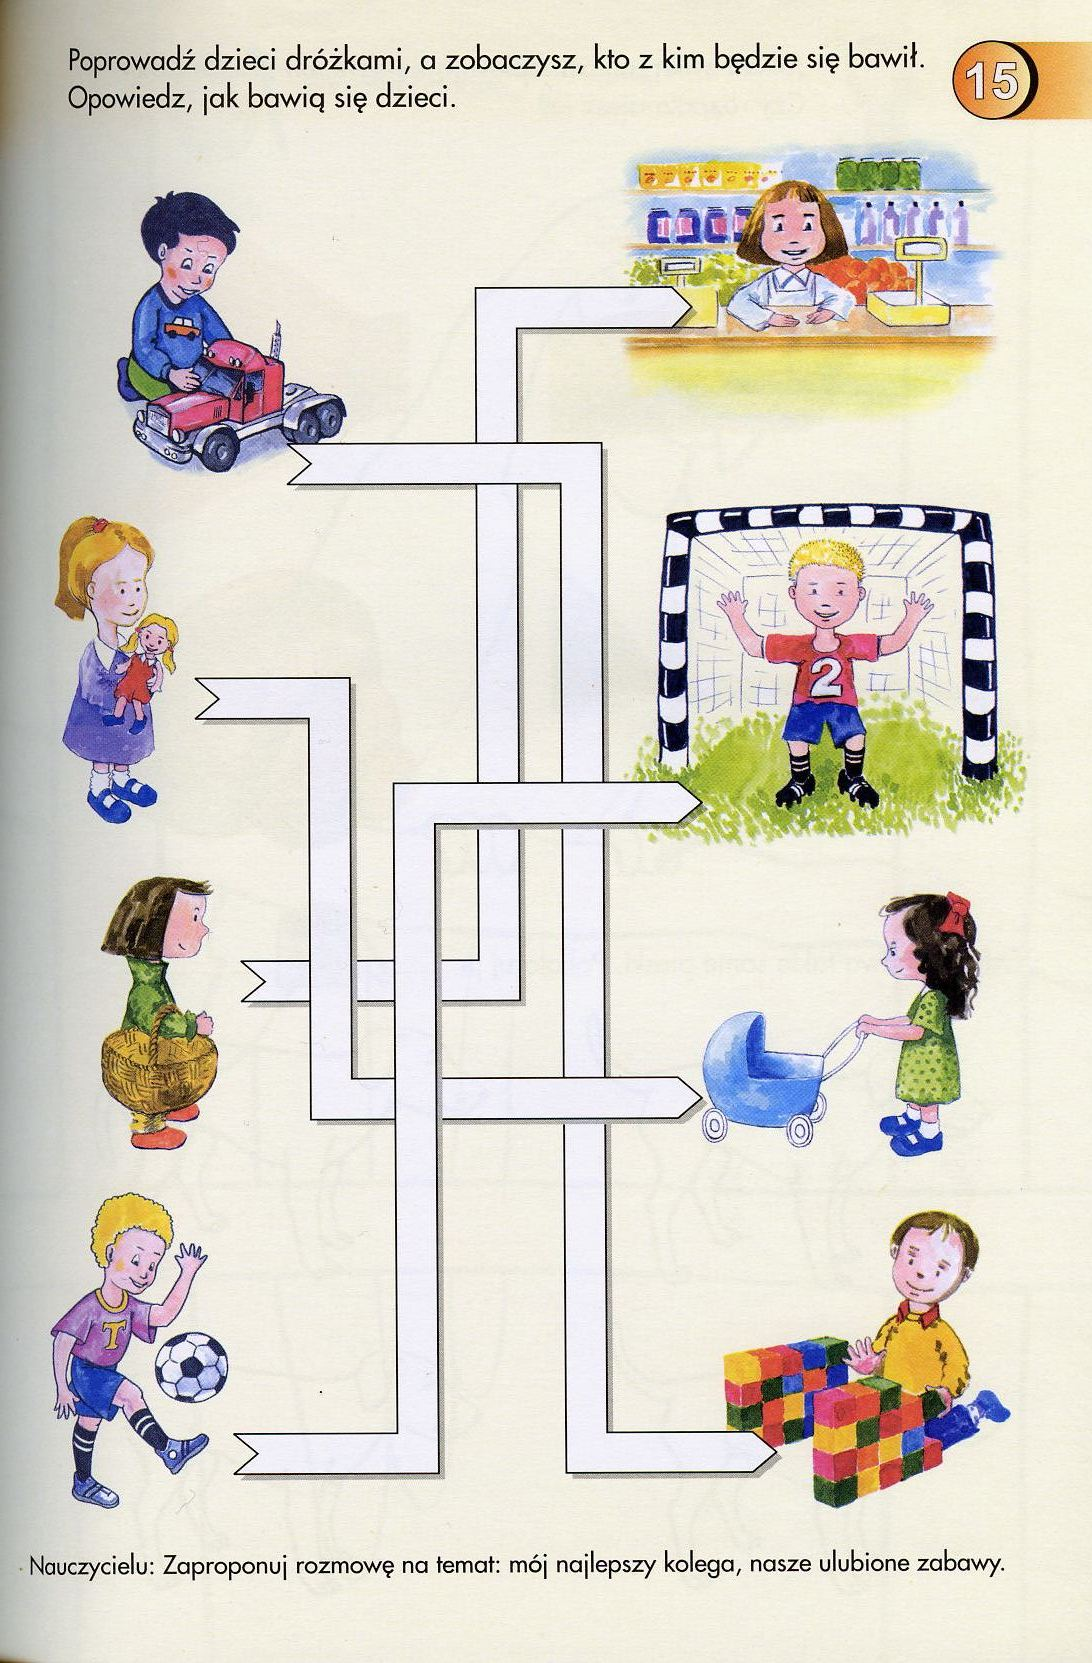 Poprowadź dzieci dróżkami, a zobaczysz, kto z kim będzie się bawił.
Opowiedz, jak bawią się dzieci.
15
2
T
Nauczycielu: Zaproponuj rozmowę na temat: mój najlepszy kolega, nasze ulubione zabawy.